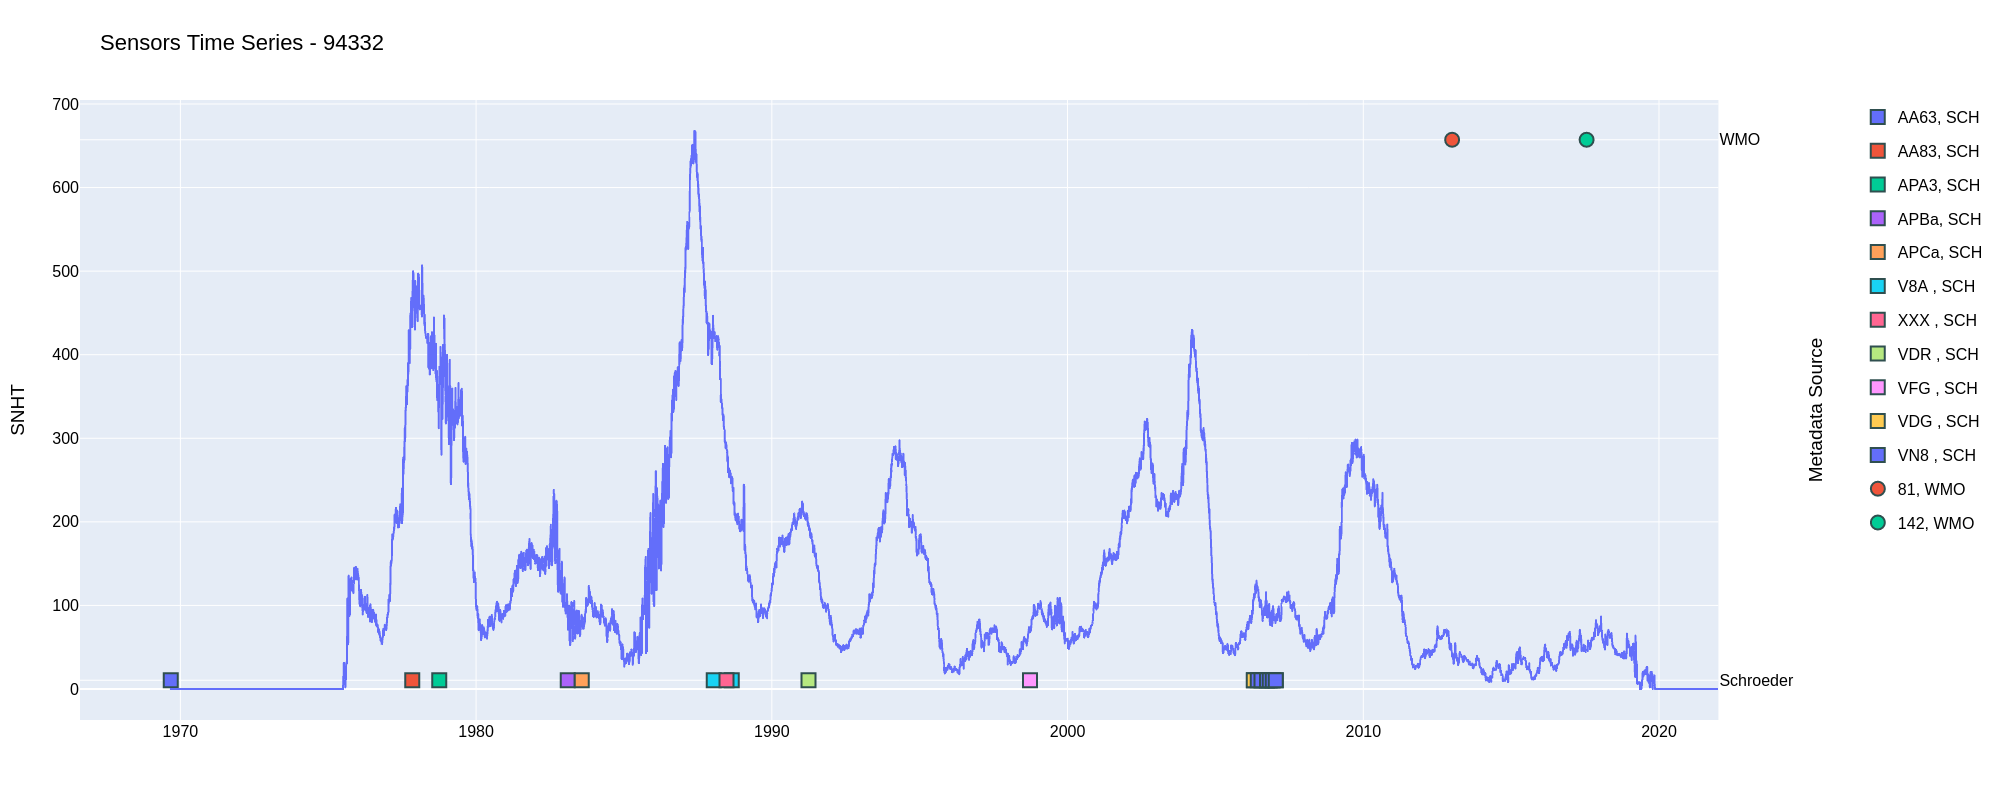 Sensors Time Series - 94332
SNHT
700
600
500
400
300
200
100
0
1970
1980
1990
2000
2010
2020
WMO
Schroeder
Metadata Source
AA63, SCH
AA83, SCH
APA3, SCH
APBa, SCH
APCa, SCH
V8A , SCH
XXX , SCH
VDR , SCH
VFG , SCH
VDG , SCH
VN8 , SCH
81, WMO
142, WMO